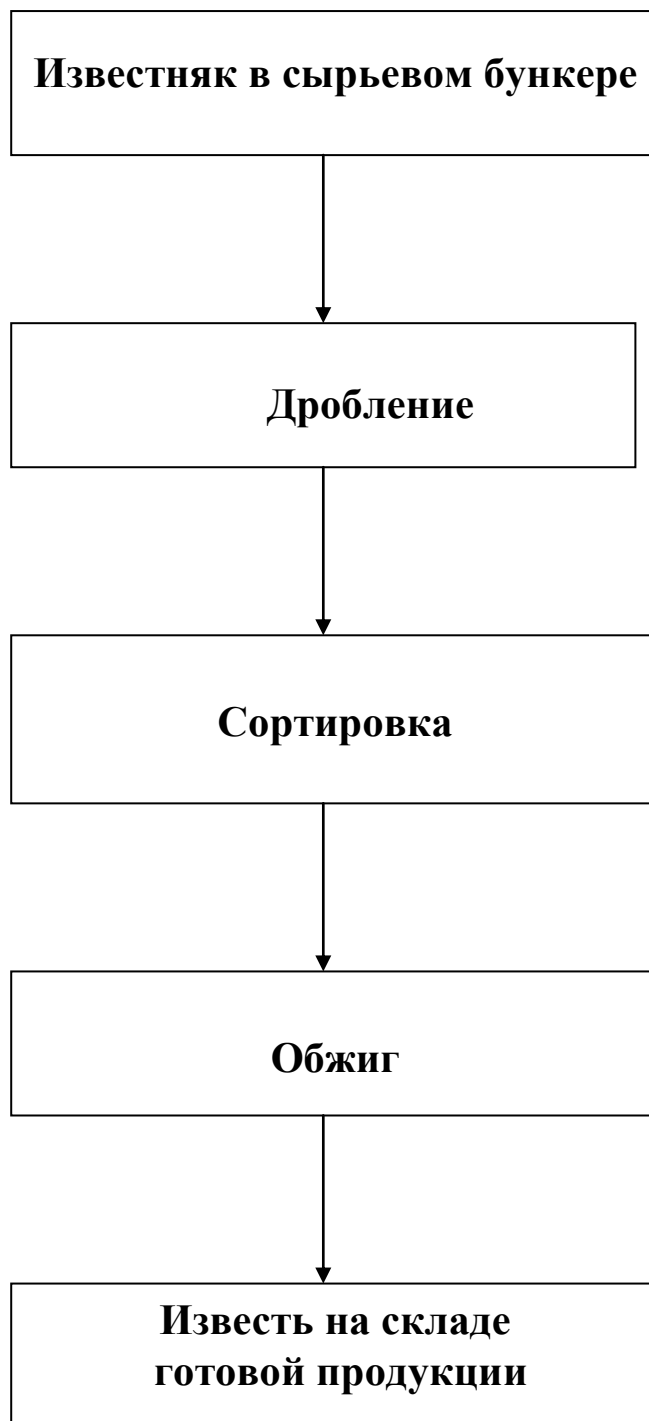 Известняк в сырьевом бункере
Дробление
Сортировка
Обжиг
Известь на складе
готовой продукции